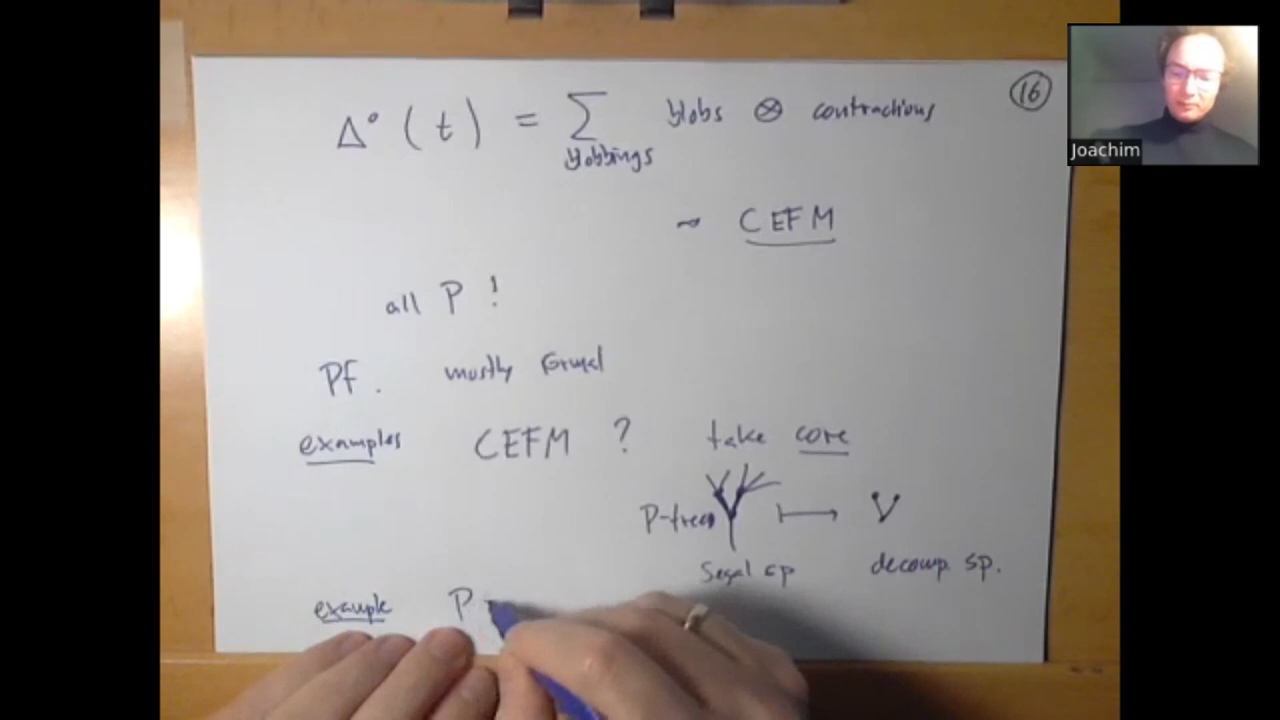 16
Δ° (t) = Σ blobs ⊗ contractions
blobbings
~ CEFM
all P !
Pf. mostly formal
examples CEFM ? take core
P-trees ↦
Segal sp decomp. sp.
example P
Joachim